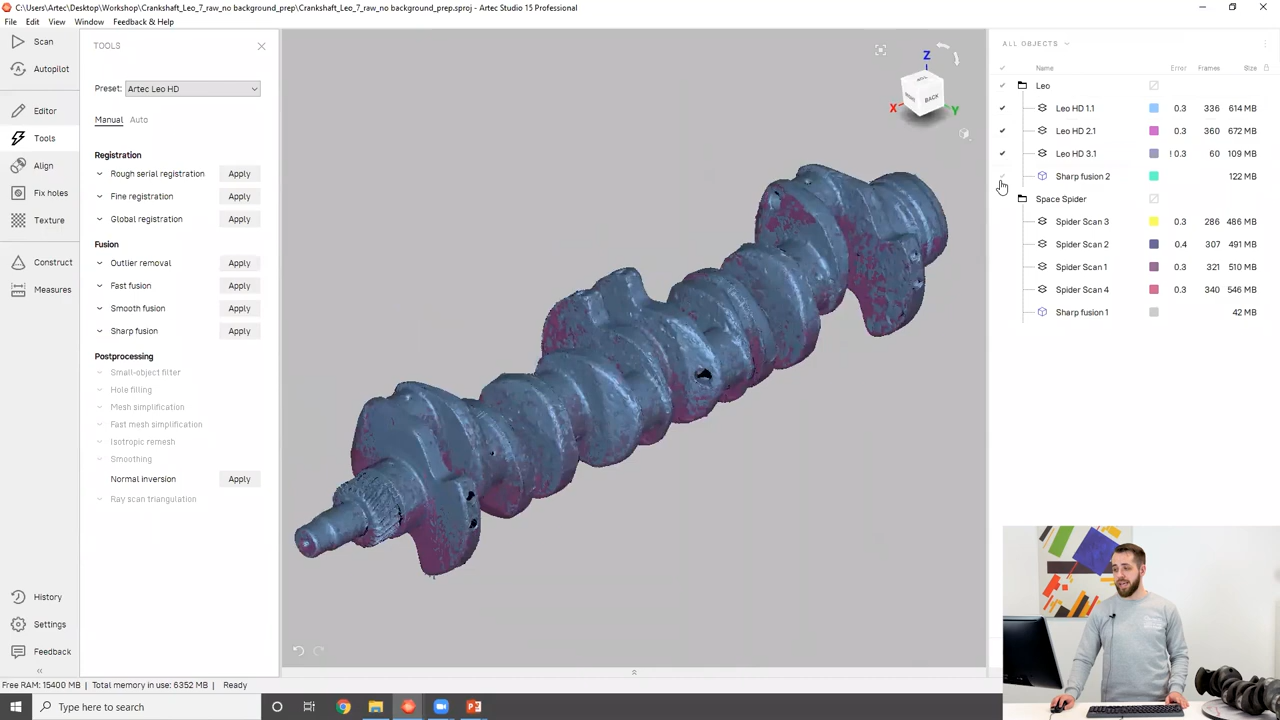 C:\Users\Artec\Desktop\Workshop\Crankshaft_Leo_7_raw_no background_prep\Crankshaft_Leo_7_raw_no background_prep.sproj - Artec Studio 15 Professional
File Edit View Window Feedback & Help
Scan
Autopilot
Editor
Tools
Align
Fix holes
Texture
Construct
Measures
History
Settings
Feedback
TOOLS
Preset: Artec Leo HD
Manual Auto
Registration
Rough serial registration Apply
Fine registration Apply
Global registration Apply
Fusion
Outlier removal Apply
Fast fusion Apply
Smooth fusion Apply
Sharp fusion Apply
Postprocessing
Small-object filter
Hole filling
Mesh simplification
Fast mesh simplification
Isotropic remesh
Smoothing
Normal inversion Apply
Ray scan triangulation
Z
X
Y
BACK
ALL OBJECTS
Name Error Frames Size
Leo
Leo HD 1.1 0.3 336 614 MB
Leo HD 2.1 0.3 360 672 MB
Leo HD 3.1 ! 0.3 60 109 MB
Sharp fusion 2 122 MB
Space Spider
Spider Scan 3 0.3 286 486 MB
Spider Scan 2 0.4 307 491 MB
Spider Scan 1 0.3 321 510 MB
Spider Scan 4 0.3 340 546 MB
Sharp fusion 1 42 MB
Free RAM: 15400 MB | Total memory in use: 6352 MB | Ready
Type here to search